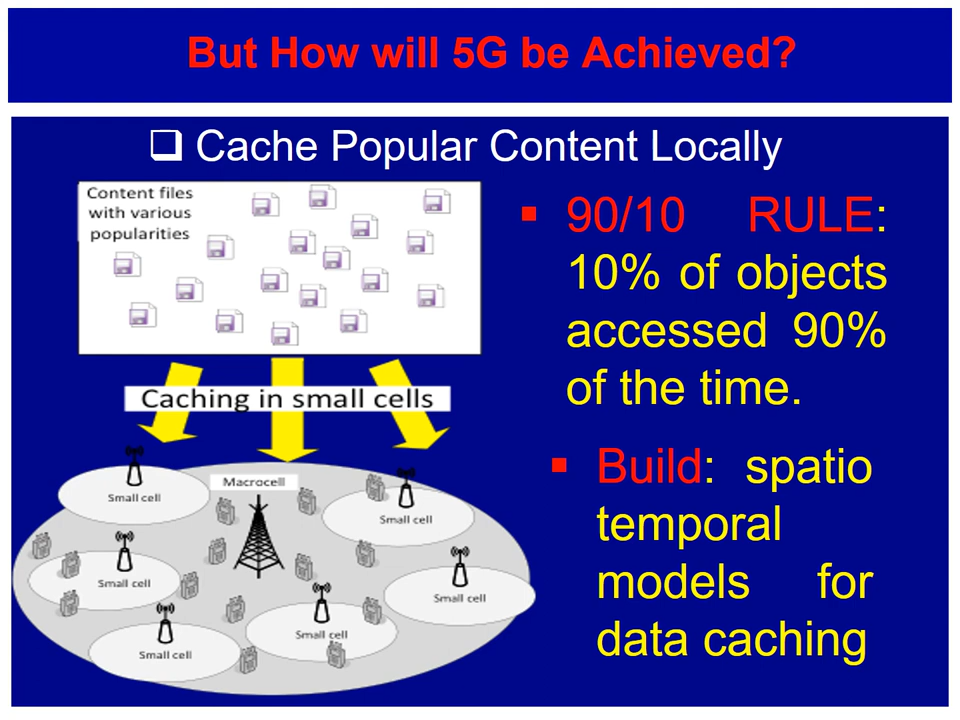 But How will 5G be Achieved?
❑ Cache Popular Content Locally
Content files
with various
popularities
▪ 90/10 RULE:
10% of objects
accessed 90%
of the time.
Caching in small cells
▪ Build: spatio
temporal
models for
data caching
Small cell
Macrocell
Small cell
Small cell
Small cell
Small cell
Small cell